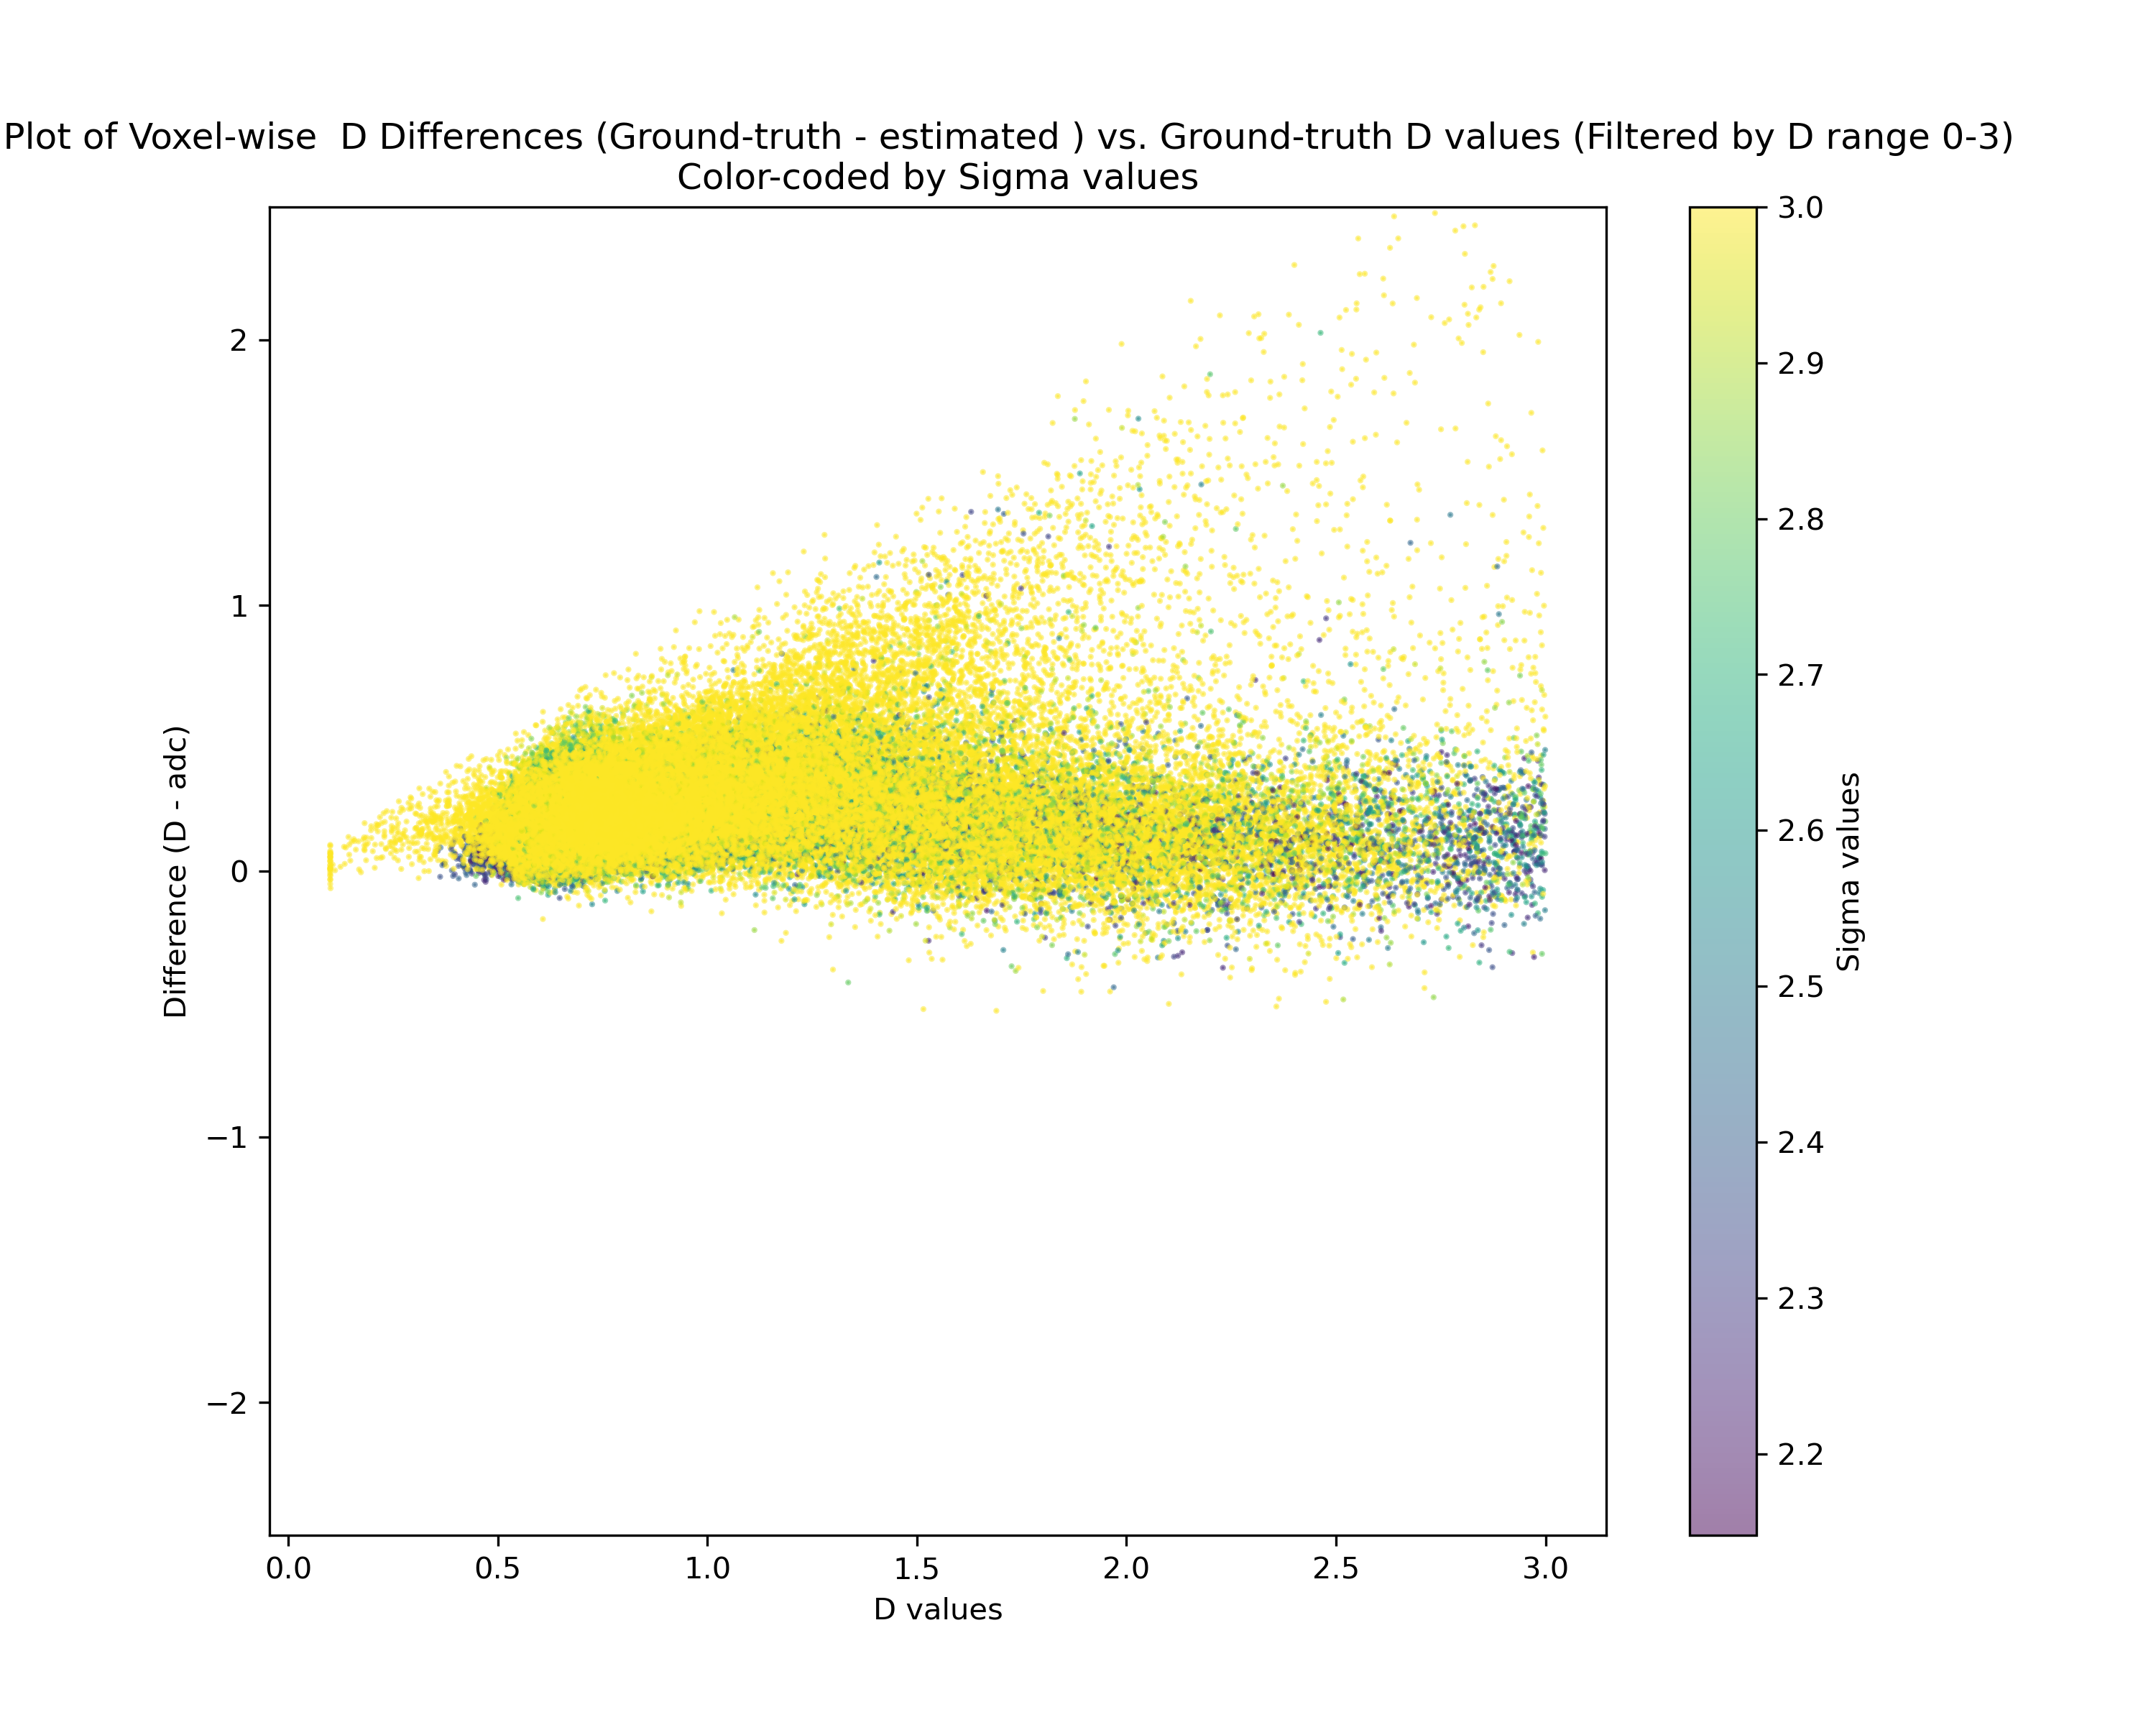 Plot of Voxel-wise  D Differences (Ground-truth - estimated ) vs. Ground-truth D values (Filtered by D range 0-3)
Color-coded by Sigma values
2
1
0
−1
−2
Difference (D - adc)
0.0 0.5 1.0 1.5 2.0 2.5 3.0
D values
3.0
2.9
2.8
2.7
2.6
2.5
2.4
2.3
2.2
Sigma values